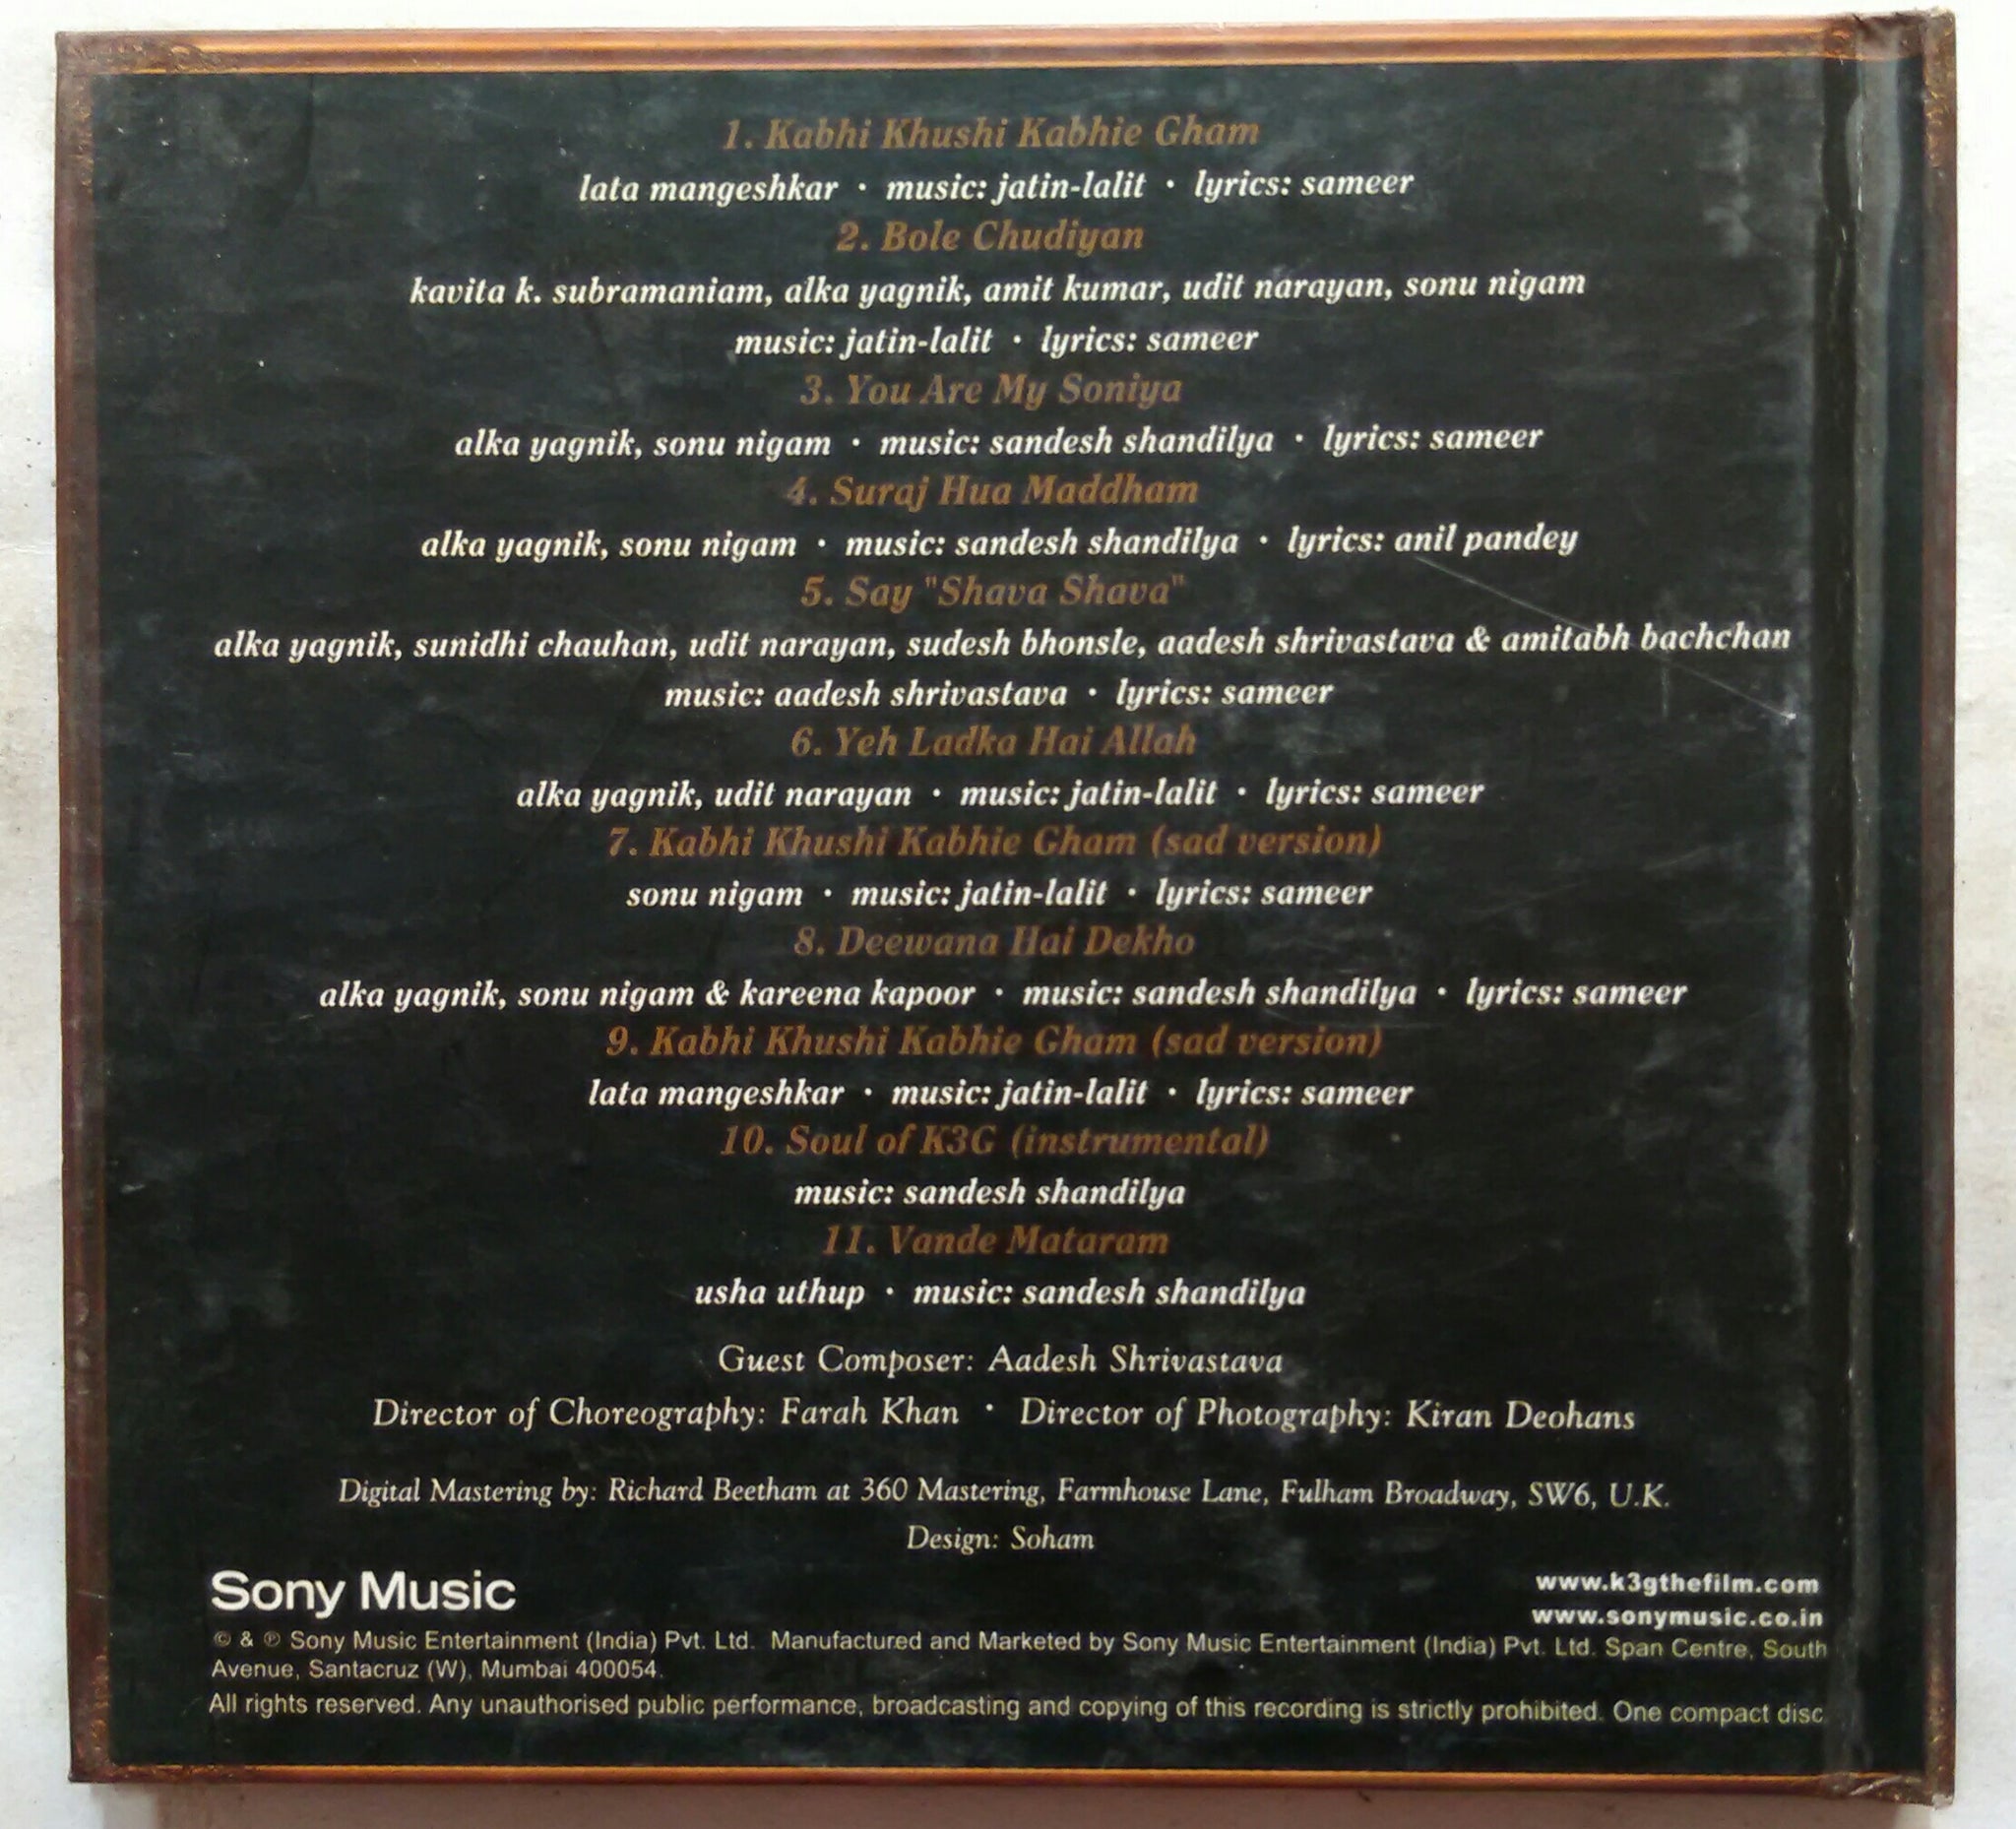 1. Kabhi Khushi Kabhie Gham
lata mangeshkar · music: jatin-lalit · lyrics: sameer
2. Bole Chudiyan
kavita k. subramaniam, alka yagnik, amit kumar, udit narayan, sonu nigam
music: jatin-lalit · lyrics: sameer
3. You Are My Soniya
alka yagnik, sonu nigam · music: sandesh shandilya · lyrics: sameer
4. Suraj Hua Maddham
alka yagnik, sonu nigam · music: sandesh shandilya · lyrics: anil pandey
5. Say "Shava Shava"
alka yagnik, sunidhi chauhan, udit narayan, sudesh bhonsle, aadesh shrivastava & amitabh bachchan
music: aadesh shrivastava · lyrics: sameer
6. Yeh Ladka Hai Allah
alka yagnik, udit narayan · music: jatin-lalit · lyrics: sameer
7. Kabhi Khushi Kabhie Gham (sad version)
sonu nigam · music: jatin-lalit · lyrics: sameer
8. Deewana Hai Dekho
alka yagnik, sonu nigam & kareena kapoor · music: sandesh shandilya · lyrics: sameer
9. Kabhi Khushi Kabhie Gham (sad version)
lata mangeshkar · music: jatin-lalit · lyrics: sameer
10. Soul of K3G (instrumental)
music: sandesh shandilya
11. Vande Mataram
usha uthup · music: sandesh shandilya
Guest Composer: Aadesh Shrivastava
Director of Choreography: Farah Khan · Director of Photography: Kiran Deohans
Digital Mastering by: Richard Beetham at 360 Mastering, Farmhouse Lane, Fulham Broadway, SW6, U.K.
Design: Soham
Sony Music
www.k3gthefilm.com
www.sonymusic.co.in
© & ℗ Sony Music Entertainment (India) Pvt. Ltd. Manufactured and Marketed by Sony Music Entertainment (India) Pvt. Ltd. Span Centre, South
Avenue, Santacruz (W), Mumbai 400054.
All rights reserved. Any unauthorised public performance, broadcasting and copying of this recording is strictly prohibited. One compact disc